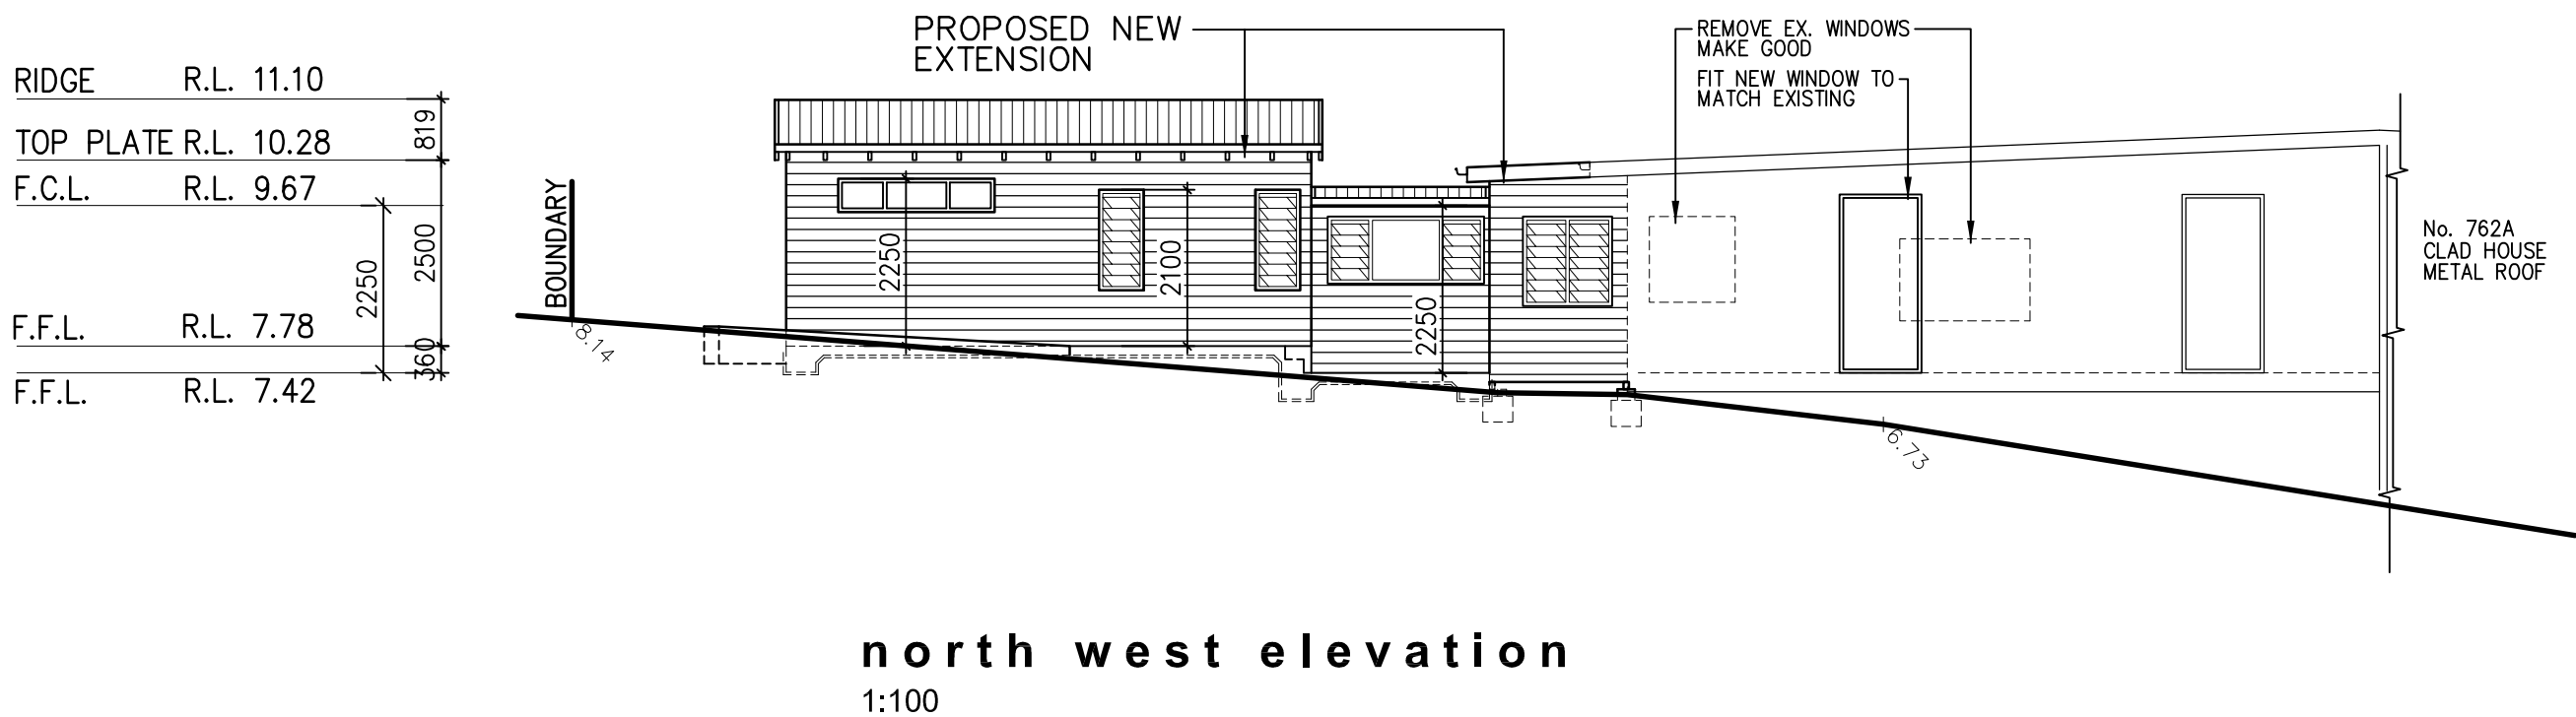 PROPOSED NEW
EXTENSION
REMOVE EX. WINDOWS
MAKE GOOD
FIT NEW WINDOW TO
MATCH EXISTING
RIDGE R.L. 11.10
819
TOP PLATE R.L. 10.28
F.C.L. R.L. 9.67
2500
2250
F.F.L. R.L. 7.78
360
F.F.L. R.L. 7.42
BOUNDARY
8.14
2250
2100
2250
6.73
No. 762A
CLAD HOUSE
METAL ROOF
north west elevation
1:100